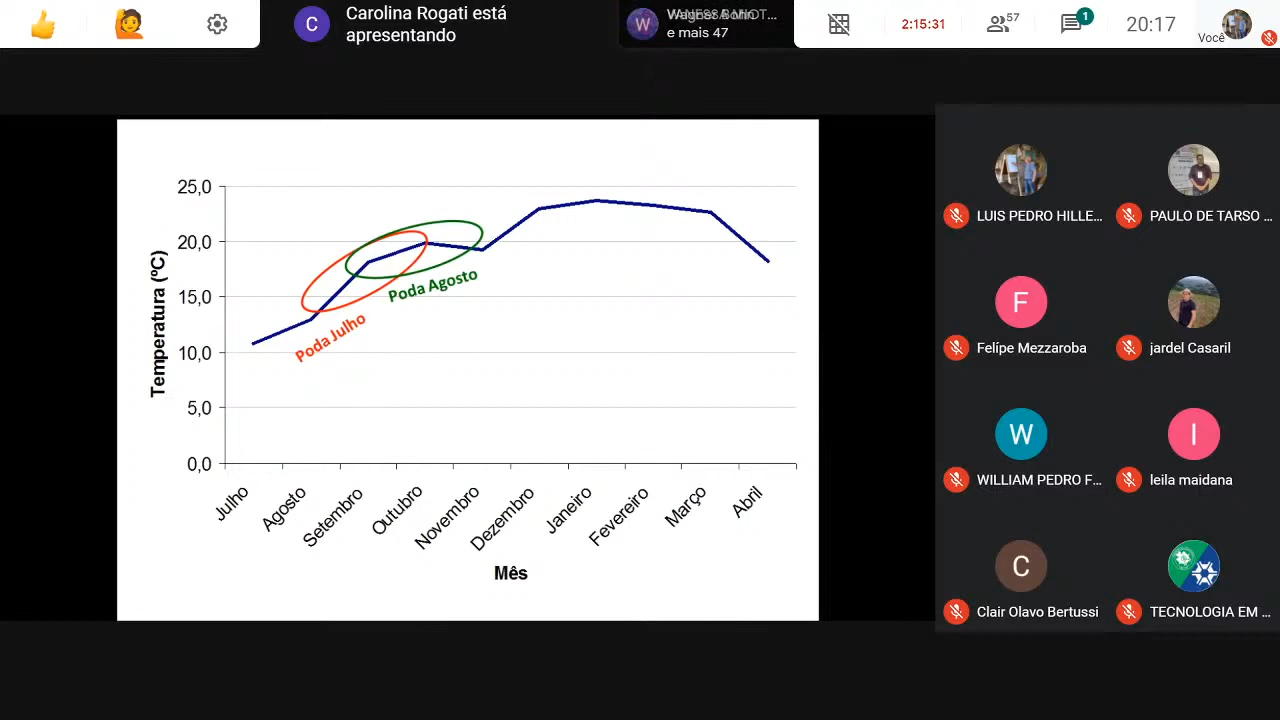 Carolina Rogati está
apresentando
e mais 47
2:15:31
57
1
20:17
Você
C
W
25,0
20,0
15,0
10,0
5,0
0,0
Temperatura (ºC)
Poda Agosto
Poda Julho
Julho
Agosto
Setembro
Outubro
Novembro
Dezembro
Janeiro
Fevereiro
Março
Abril
Mês
LUIS PEDRO HILLE...
PAULO DE TARSO ...
F
Felípe Mezzaroba
jardel Casaril
W
WILLIAM PEDRO F...
I
leila maidana
C
Clair Olavo Bertussi
TECNOLOGIA EM ...